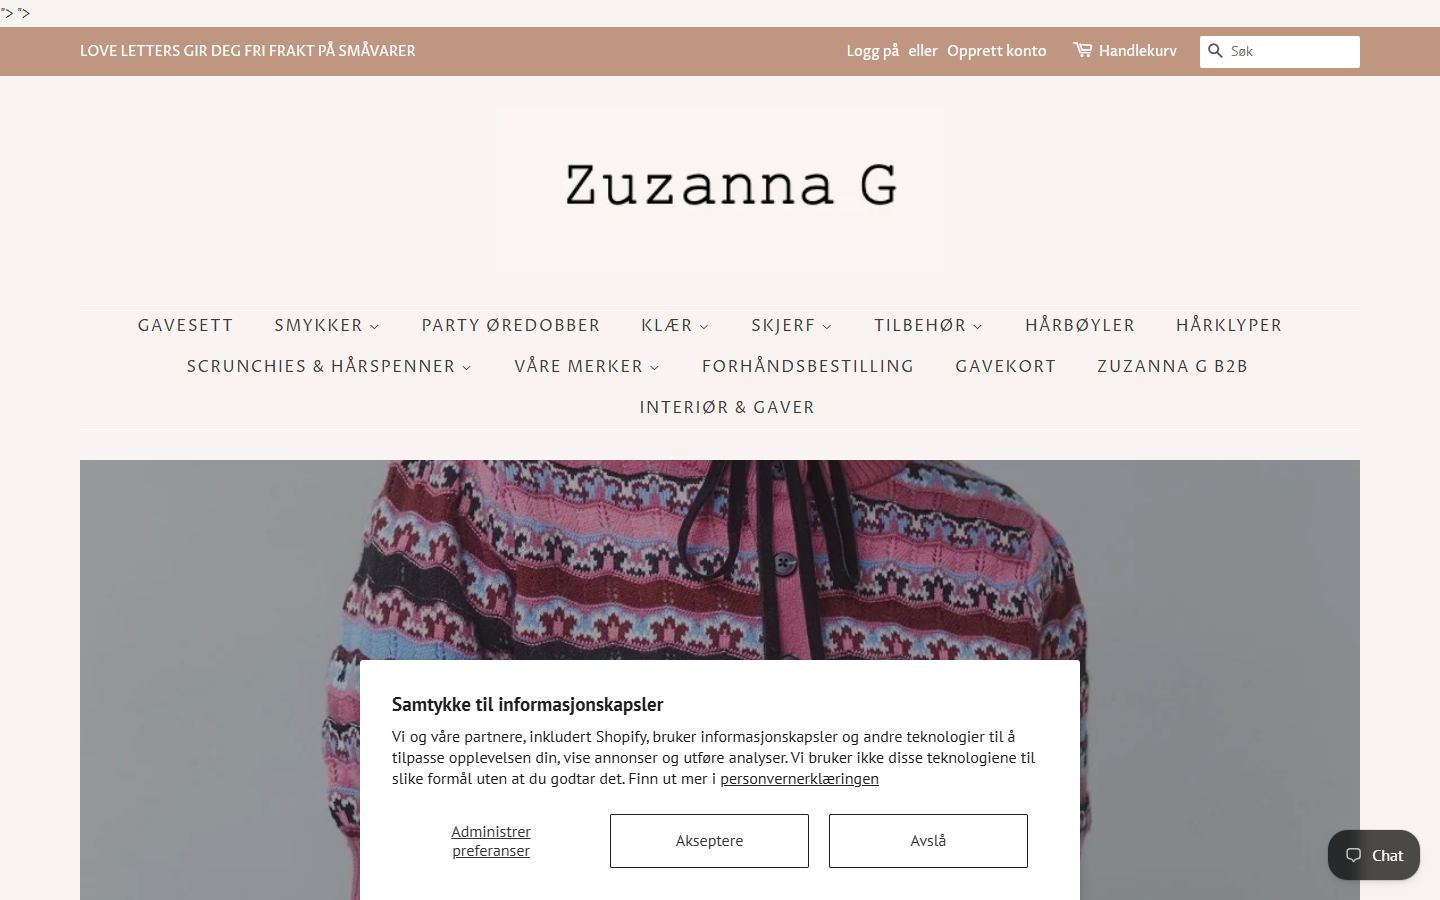 "> ">
LOVE LETTERS GIR DEG FRI FRAKT PÅ SMÅVARER
Logg på eller Opprett konto Handlekurv Søk
Zuzanna G
GAVESETT SMYKKER PARTY ØREDOBBER KLÆR SKJERF TILBEHØR HÅRBØYLER HÅRKLYPER
SCRUNCHIES & HÅRSPENNER VÅRE MERKER FORHÅNDSBESTILLING GAVEKORT ZUZANNA G B2B
INTERIØR & GAVER
Samtykke til informasjonskapsler
Vi og våre partnere, inkludert Shopify, bruker informasjonskapsler og andre teknologier til å
tilpasse opplevelsen din, vise annonser og utføre analyser. Vi bruker ikke disse teknologiene til
slike formål uten at du godtar det. Finn ut mer i personvernerklæringen
Administrer
preferanser
Akseptere
Avslå
Chat